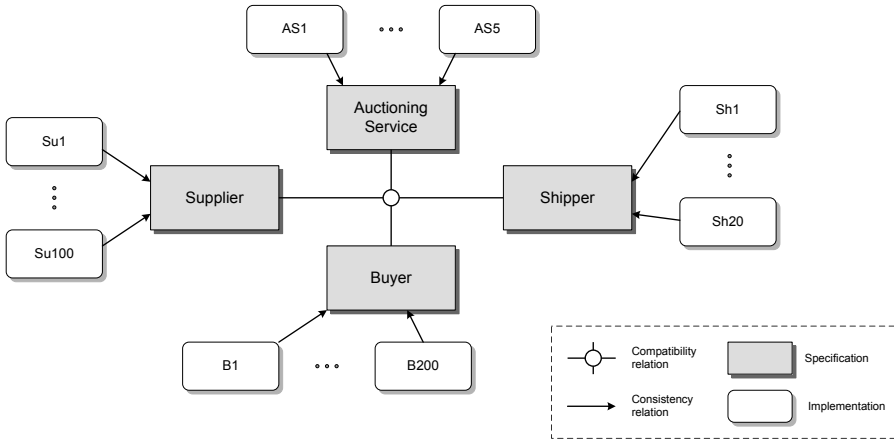 AS1
AS5
Auctioning
Service
Su1
Sh1
Supplier
Shipper
Su100
Sh20
Buyer
B1
B200
Compatibility
relation
Specification
Consistency
relation
Implementation